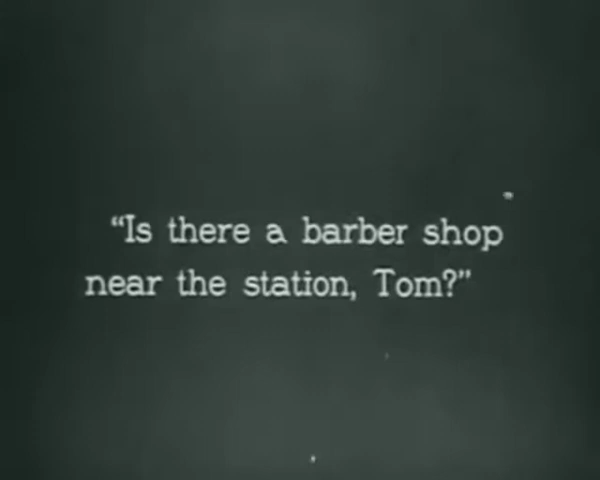 “Is there a barber shop
near the station, Tom?”